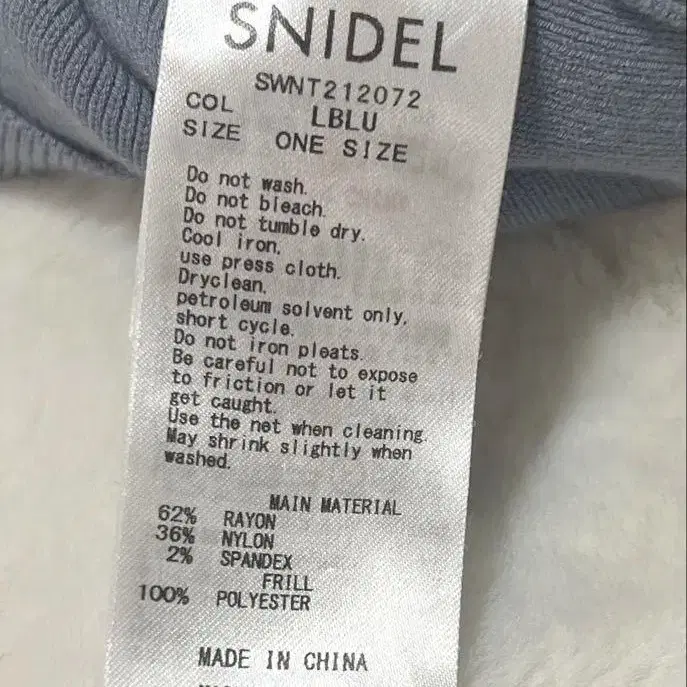 SNIDEL
SWNT212072
COL LBLU
SIZE ONE SIZE
Do not wash.
Do not bleach.
Do not tumble dry.
Cool iron,
use press cloth.
Dryclean,
petroleum solvent only,
short cycle.
Do not iron pleats.
Be careful not to expose
to friction or let it
get caught.
Use the net when cleaning.
May shrink slightly when
washed.
MAIN MATERIAL
62% RAYON
36% NYLON
2% SPANDEX
FRILL
100% POLYESTER
MADE IN CHINA